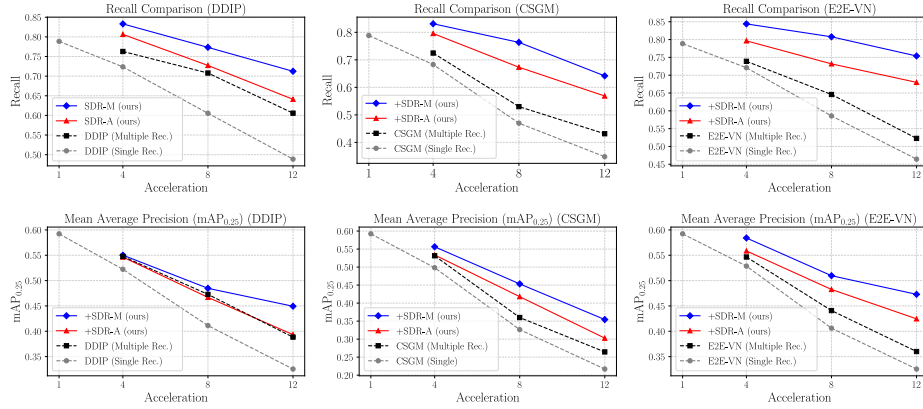 Recall Comparison (DDIP)
Recall
0.85
0.80
0.75
0.70
0.65
0.60
0.55
0.50
SDR-M (ours)
SDR-A (ours)
DDIP (Multiple Rec.)
DDIP (Single Rec.)
1
4
8
12
Acceleration
Recall Comparison (CSGM)
Recall
0.8
0.7
0.6
0.5
0.4
+SDR-M (ours)
+SDR-A (ours)
CSGM (Multiple Rec.)
CSGM (Single Rec.)
1
4
8
12
Acceleration
Recall Comparison (E2E-VN)
Recall
0.85
0.80
0.75
0.70
0.65
0.60
0.55
0.50
0.45
+SDR-M (ours)
+SDR-A (ours)
E2E-VN (Multiple Rec.)
E2E-VN (Single Rec.)
1
4
8
12
Acceleration
Mean Average Precision (mAP0.25) (DDIP)
mAP0.25
0.60
0.55
0.50
0.45
0.40
0.35
+SDR-M (ours)
+SDR-A (ours)
DDIP (Multiple Rec.)
DDIP (Single Rec.)
1
4
8
12
Acceleration
Mean Average Precision (mAP0.25) (CSGM)
mAP0.25
0.60
0.55
0.50
0.45
0.40
0.35
0.30
0.25
0.20
+SDR-M (ours)
+SDR-A (ours)
CSGM (Multiple Rec.)
CSGM (Single)
1
4
8
12
Acceleration
Mean Average Precision (mAP0.25) (E2E-VN)
mAP0.25
0.60
0.55
0.50
0.45
0.40
0.35
+SDR-M (ours)
+SDR-A (ours)
E2E-VN (Multiple Rec.)
E2E-VN (Single Rec.)
1
4
8
12
Acceleration